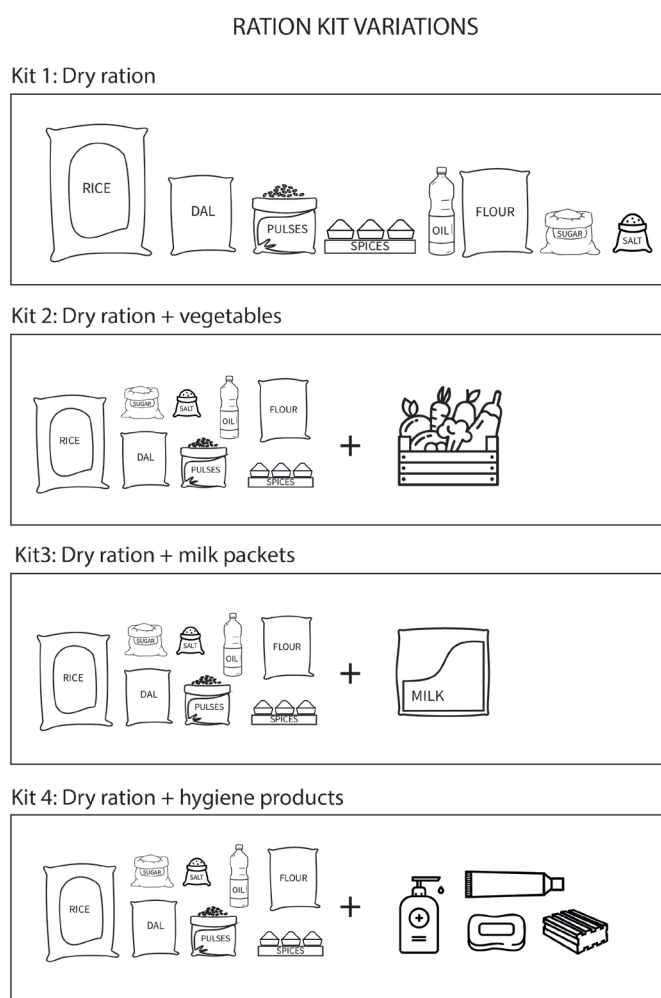 RATION KIT VARIATIONS
Kit 1: Dry ration
RICE
DAL
PULSES
SPICES
OIL
FLOUR
SUGAR
SALT
Kit 2: Dry ration + vegetables
RICE
SUGAR
SALT
OIL
FLOUR
DAL
PULSES
SPICES
+
Kit3: Dry ration + milk packets
RICE
SUGAR
SALT
OIL
FLOUR
DAL
PULSES
SPICES
+
MILK
Kit 4: Dry ration + hygiene products
RICE
SUGAR
SALT
OIL
FLOUR
DAL
PULSES
SPICES
+